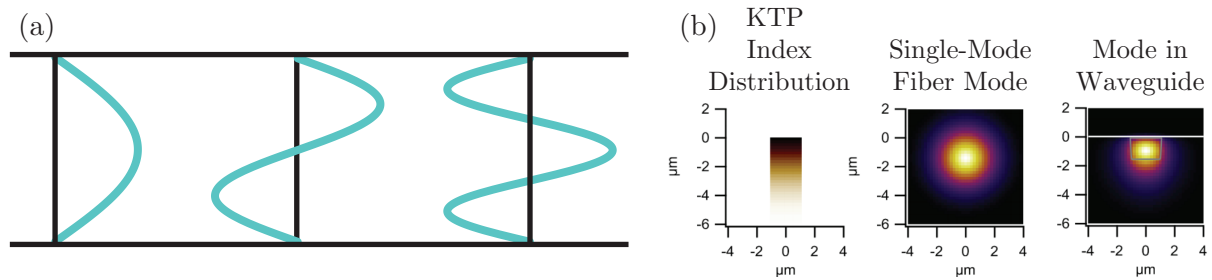 (a)
(b)
KTP
Index
Distribution
Single-Mode
Fiber Mode
Mode in
Waveguide
2
0
-2
-4
-6
µm
-4 -2 0 2 4
µm
2
0
-2
-4
-6
µm
-4 -2 0 2 4
µm
2
0
-2
-4
-6
µm
-4 -2 0 2 4
µm